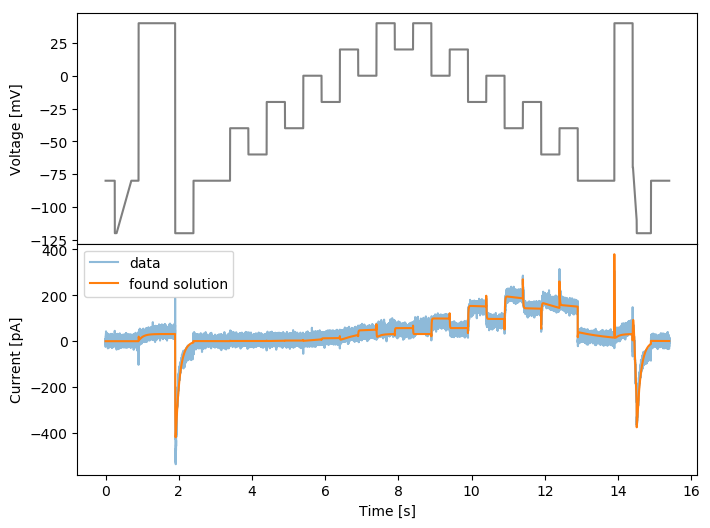 25
0
−25
−50
−75
−100
−125
Voltage [mV]
400
200
0
−200
−400
Current [pA]
data
found solution
0 2 4 6 8 10 12 14 16
Time [s]